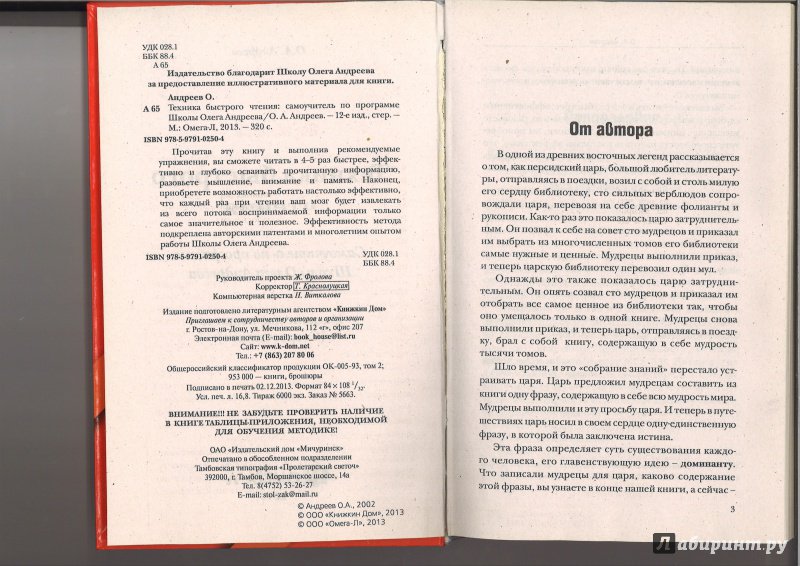 УДК 028.1
ББК 88.4
А 65
Издательство благодарит Школу Олега Андреева
за предоставление иллюстративного материала для книги.
Андреев О.
А 65 Техника быстрого чтения: самоучитель по программе
Школы Олега Андреева/О. А. Андреев. — 12-е изд., стер. —
М.: Омега-Л, 2013. — 320 с.
ISBN 978-5-9791-0250-4
Прочитав эту книгу и выполнив рекомендуемые
упражнения, вы сможете читать в 4–5 раз быстрее, эффек-
тивно и глубоко осваивать прочитанную информацию,
разовьете мышление, внимание и память. Наконец,
приобретете возможность работать настолько эффективно,
что каждый раз при чтении ваш мозг будет извлекать
из всего потока воспринимаемой информации только
самое значительное и полезное. Эффективность метода
подкреплена авторскими патентами и многолетним опытом
работы Школы Олега Андреева.
УДК 028.1
ISBN 978-5-9791-0250-4
ББК 88.4
Руководитель проекта Ж. Фролова
Корректор Т. Краснолуцкая
Компьютерная верстка Н. Виткалова
Издание подготовлено литературным агентством «Книжкин Дом»
Приглашаем к сотрудничеству авторов и организации
г. Ростов-на-Дону, ул. Мечникова, 112 «г», офис 207
Электронная почта (E-mail): book_hoase@list.ru
Сайт: www.k-dom.net
Тел.: +7 (863) 207 80 06
Общероссийский классификатор продукции ОК-005-93, том 2;
953 000 — книги, брошюры
Подписано в печать 02.12.2013. Формат 84 × 108 1/32.
Усл. печ. л. 16,8. Тираж 6000 экз. Заказ № 5663.
ВНИМАНИЕ!!! НЕ ЗАБУДЬТЕ ПРОВЕРИТЬ НАЛИЧИЕ
В КНИГЕ ТАБЛИЦЫ-ПРИЛОЖЕНИЯ, НЕОБХОДИМОЙ
ДЛЯ ОБУЧЕНИЯ МЕТОДИКЕ!
ОАО «Издательский дом «Мичуринск»
Отпечатано в обособленном подразделении
Тамбовская типография «Пролетарский светоч»
392000, г. Тамбов, Моршанское шоссе, 14а
Тел. 8(4752) 53-26-27
E-mail: stol-zak@mail.ru
© Андреев О.А., 2002
© ООО «Книжкин Дом», 2013
© ООО «Омега-Л», 2013
От автора
В одной из древних восточных легенд рассказывается
о том, как персидский царь, большой любитель литерату-
ры, отправляясь в поездки, возил с собой и столь милую
его сердцу библиотеку, сто сильных верблюдов сопрово-
ждали царя, перевозя на себе древние фолианты и
рукописи. Как-то раз это показалось царю затруднитель-
ным. Он позвал к себе на совет сто мудрецов и приказал
им выбрать из многочисленных томов его библиотеки
самые нужные и ценные. Мудрецы выполнили приказ,
и теперь царскую библиотеку перевозил один мул.
Однажды это также показалось царю затрудни-
тельным. Он опять созвал сто мудрецов и приказал им
отобрать все самое ценное из библиотеки так, чтобы
оно умещалось только в одной книге. Мудрецы снова
выполнили приказ, и теперь царь, отправляясь в поезд-
ку, брал с собой книгу, содержащую в себе мудрость
тысячи томов.
Шло время, и это «собрание знаний» перестало
устраивать царя. Царь предложил мудрецам составить из
книги одну фразу, содержащую в себе всю мудрость мира.
Мудрецы выполнили и эту просьбу царя. И теперь в путе-
шествиях царь носил в своем сердце одну-единственную
фразу, в которой была заключена истина.
Эта фраза определяет суть существования каждо-
го человека, его главенствующую идею – доминанту.
Что записали мудрецы для царя, каково содержание
этой фразы, вы узнаете в конце нашей книги, а сейчас –
3
Лабиринт.ру